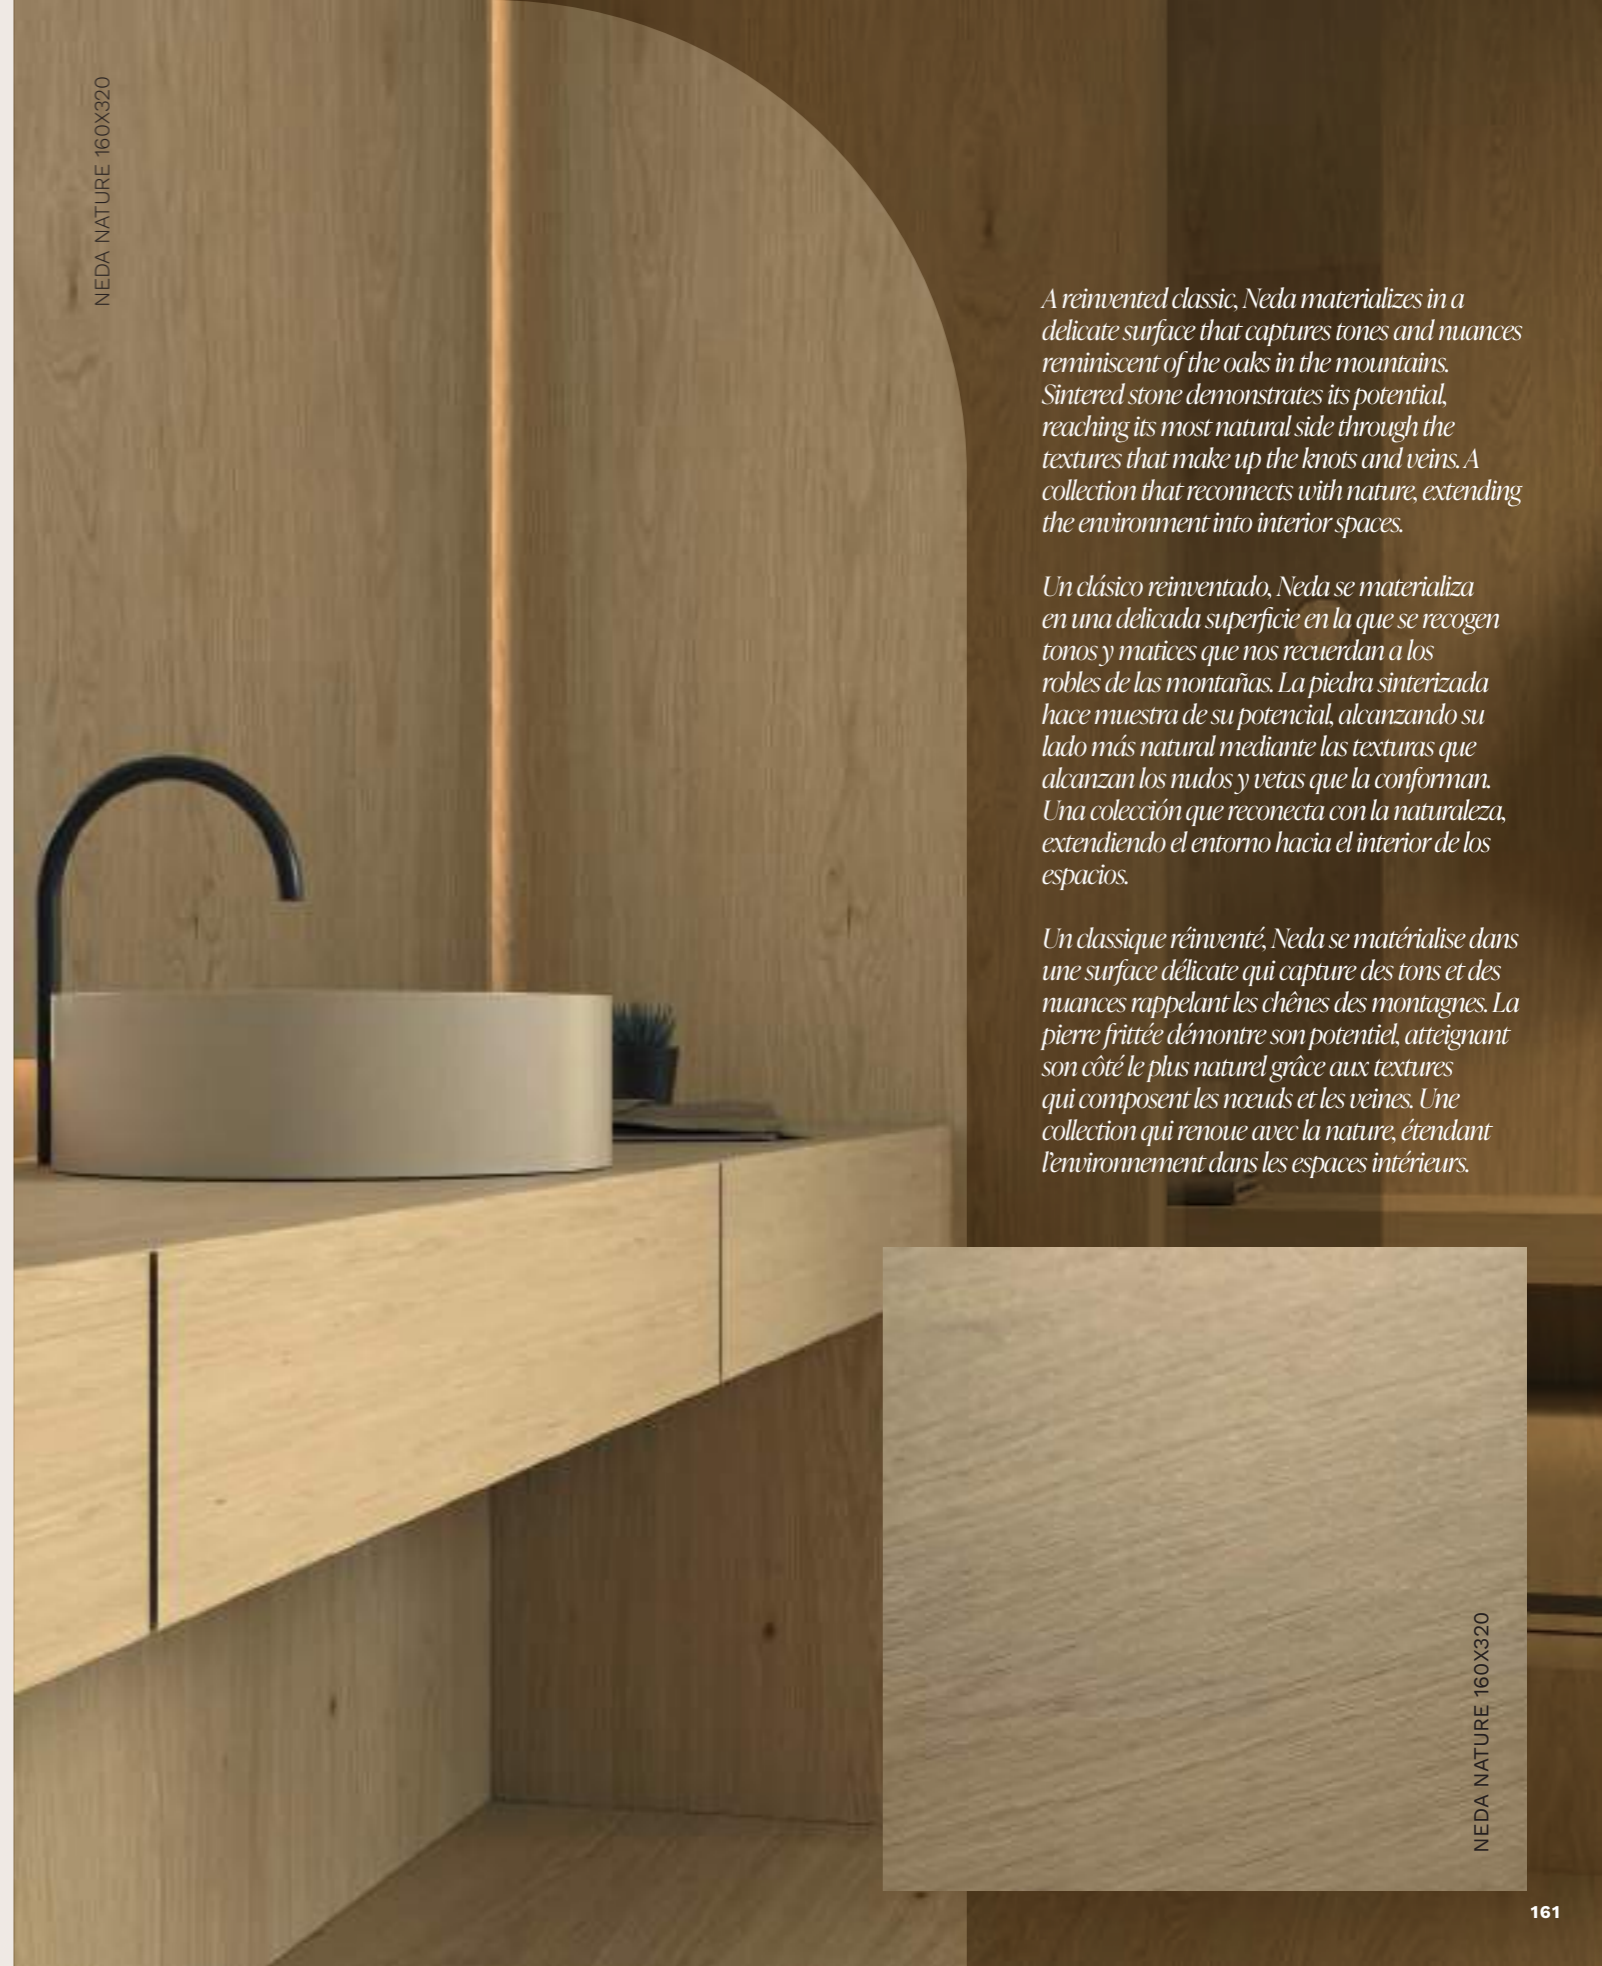 NEDA NATURE 160X320
A reinvented classic, Neda materializes in a
delicate surface that captures tones and nuances
reminiscent of the oaks in the mountains.
Sintered stone demonstrates its potential,
reaching its most natural side through the
textures that make up the knots and veins. A
collection that reconnects with nature, extending
the environment into interior spaces.
Un clásico reinventado, Neda se materializa
en una delicada superficie en la que se recogen
tonos y matices que nos recuerdan a los
robles de las montañas. La piedra sinterizada
hace muestra de su potencial, alcanzando su
lado más natural mediante las texturas que
alcanzan los nudos y vetas que la conforman.
Una colección que reconecta con la naturaleza,
extendiendo el entorno hacia el interior de los
espacios.
Un classique réinventé, Neda se matérialise dans
une surface délicate qui capture des tons et des
nuances rappelant les chênes des montagnes. La
pierre frittée démontre son potentiel, atteignant
son côté le plus naturel grâce aux textures
qui composent les nœuds et les veines. Une
collection qui renoue avec la nature, étendant
l'environnement dans les espaces intérieurs.
NEDA NATURE 160X320
161